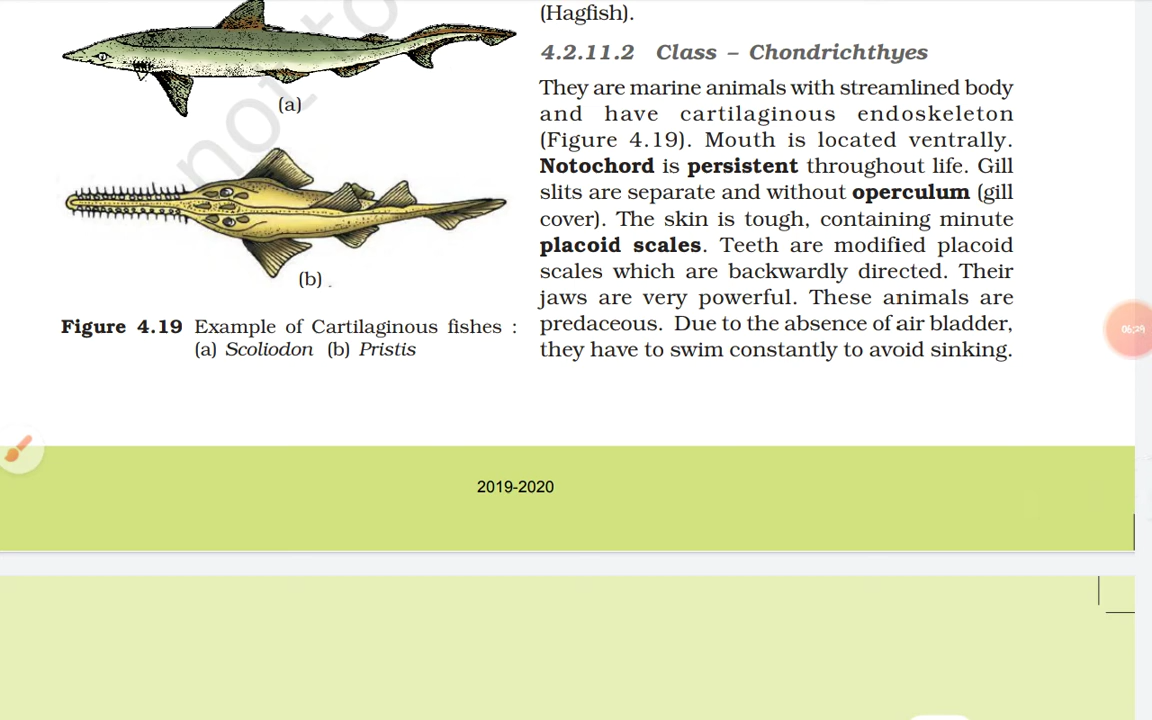 (Hagfish).
4.2.11.2 Class – Chondrichthyes
They are marine animals with streamlined body
and have cartilaginous endoskeleton
(Figure 4.19). Mouth is located ventrally.
Notochord is persistent throughout life. Gill
slits are separate and without operculum (gill
cover). The skin is tough, containing minute
placoid scales. Teeth are modified placoid
scales which are backwardly directed. Their
jaws are very powerful. These animals are
predaceous. Due to the absence of air bladder,
they have to swim constantly to avoid sinking.
(a)
(b)
Figure 4.19 Example of Cartilaginous fishes :
(a) Scoliodon (b) Pristis
not to
06:29
2019-2020